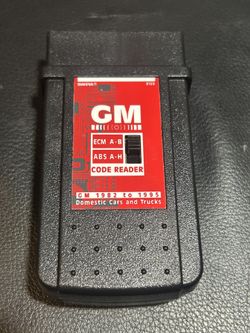 GM
ECM A-B
ABS A-H
CODE READER
GM 1982 to 1995
Domestic Cars and Trucks